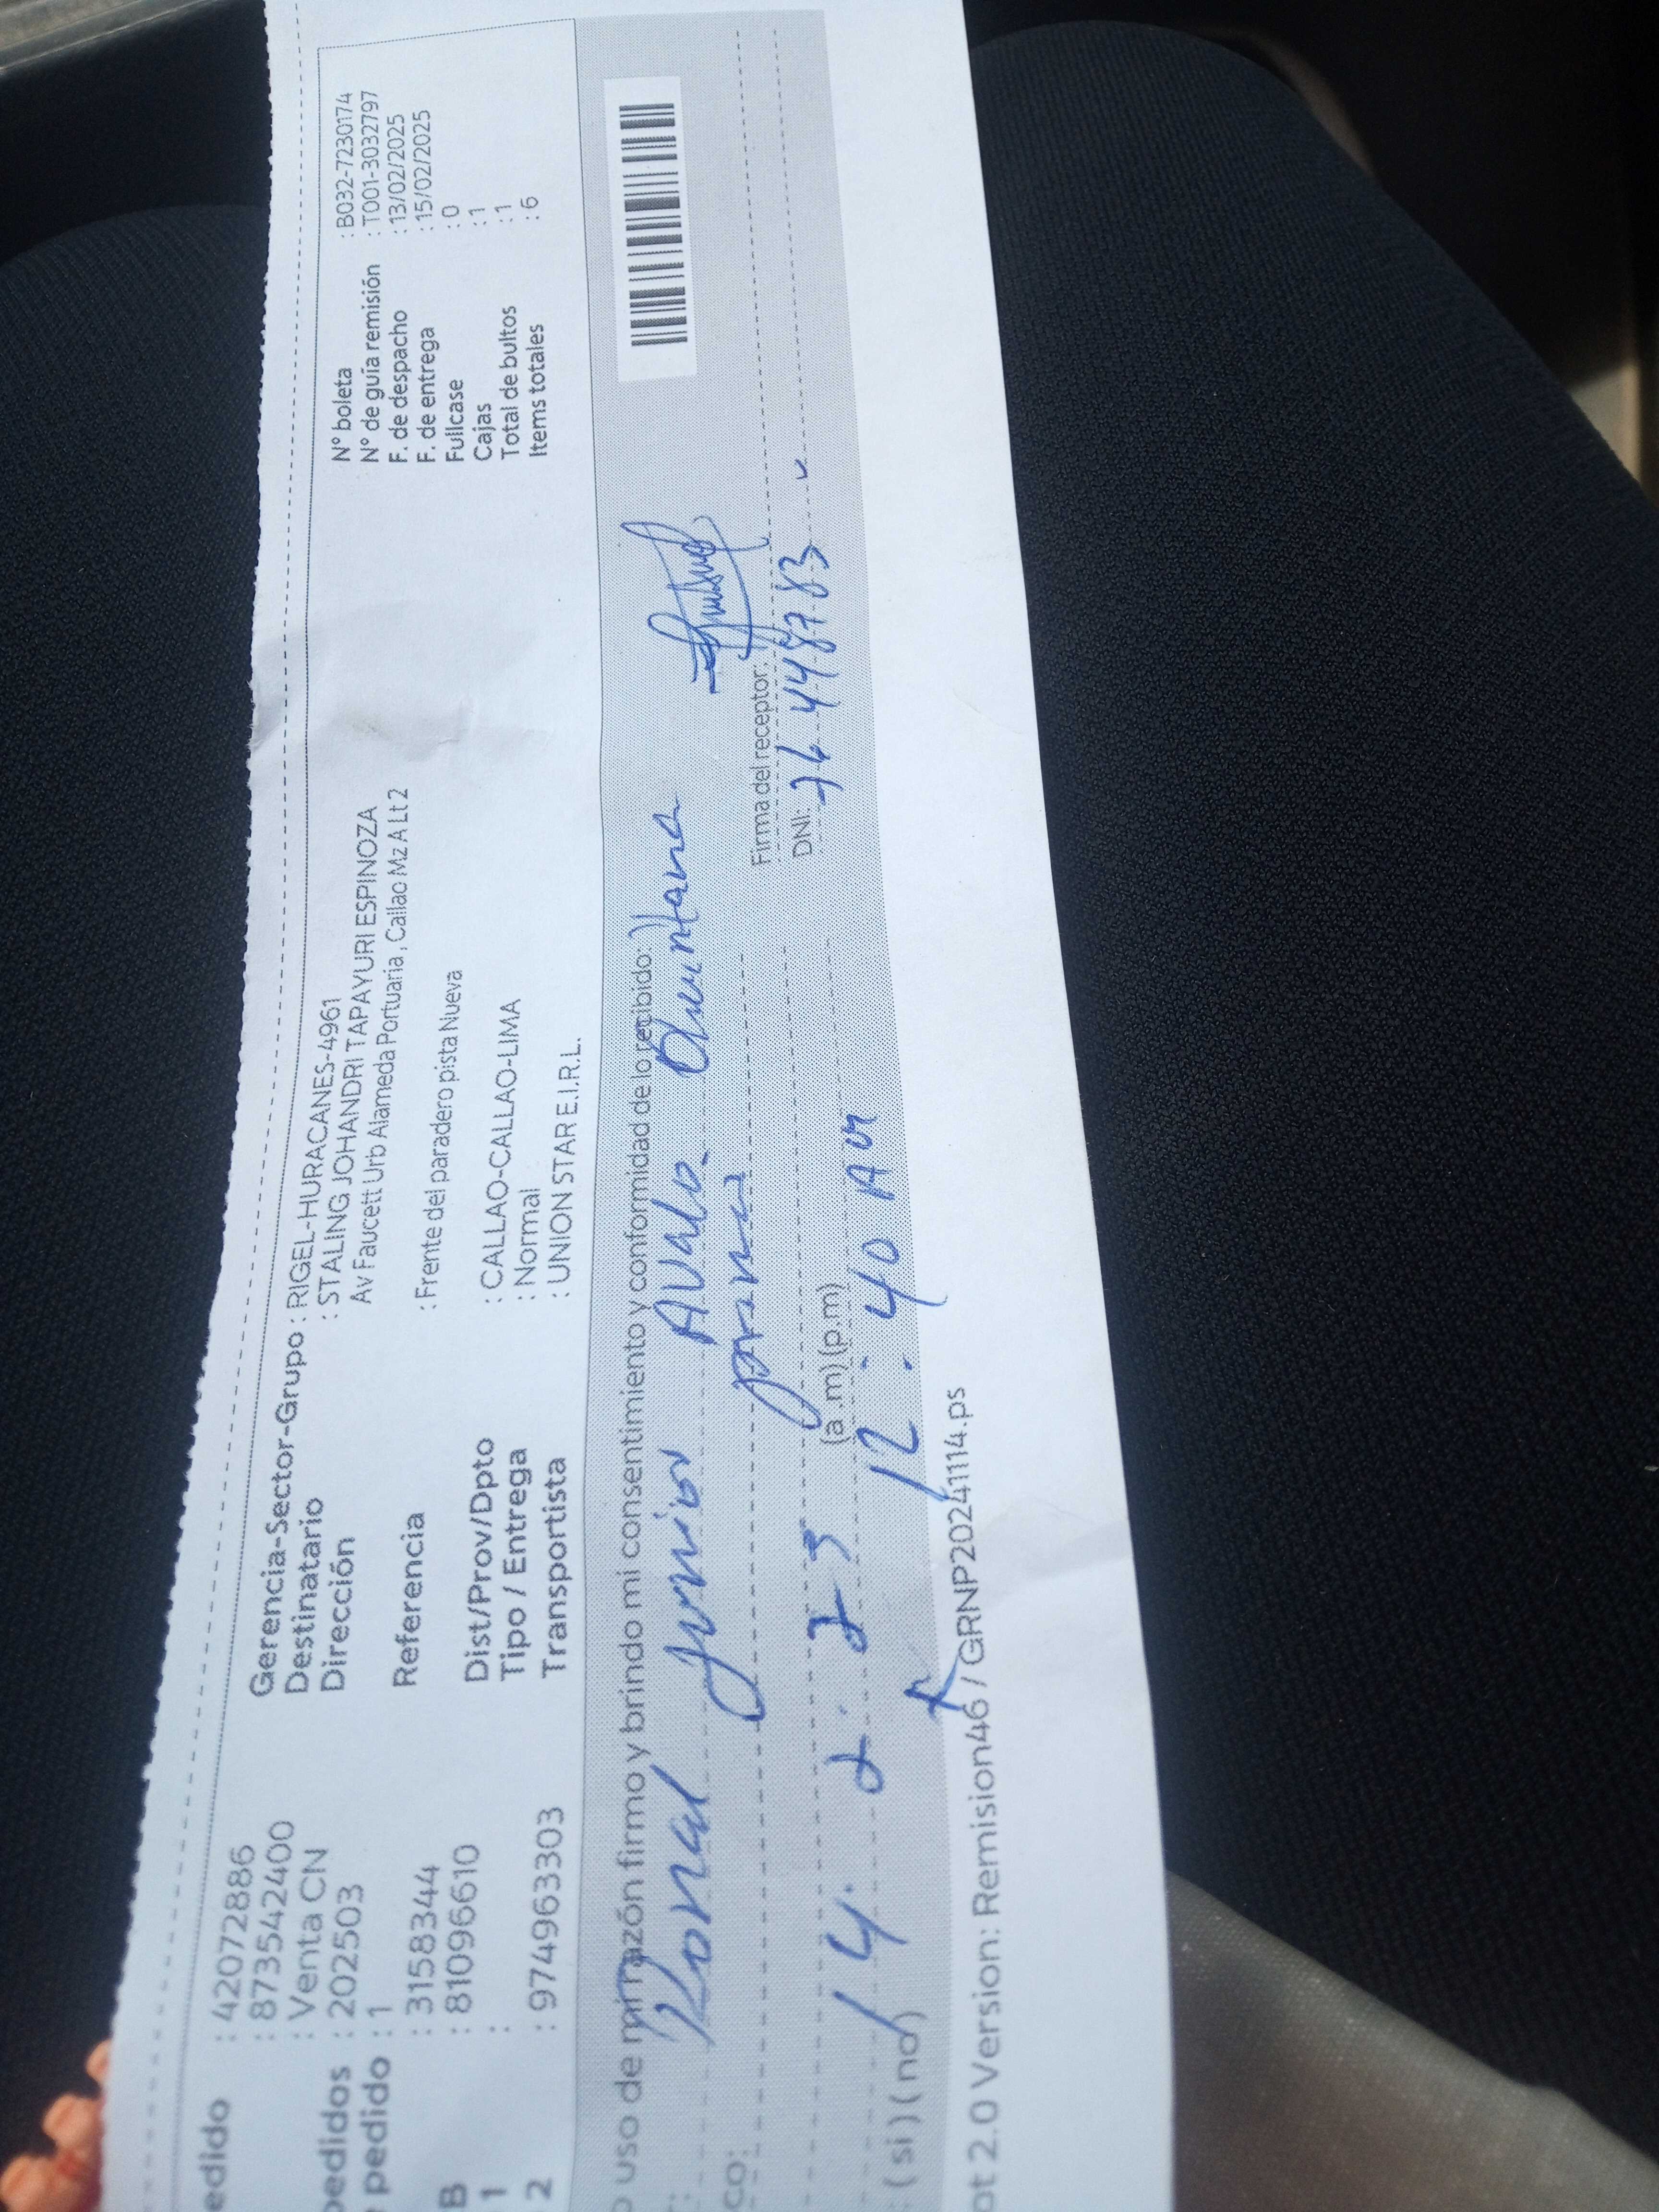 edido : 42072886
: 873542400
: Venta CN
pedidos : 202503
pedido : 1
B : 31583344
1 : 810966610
2 : 974963303
Gerencia-Sector-Grupo : RIGEL-HURACANES-4961
Destinatario : STALING JOHANDRI TAPAYURI ESPINOZA
Dirección Av Faucett Urb Alameda Portuaria , Callao Mz A Lt 2
Referencia : Frente del paradero pista Nueva
Dist/Prov/Dpto : CALLAO-CALLAO-LIMA
Tipo / Entrega : Normal
Transportista : UNION STAR E.I.R.L.
N° boleta : B032-7230174
N° de guía remisión : T001-3032797
F. de despacho : 13/02/2025
F. de entrega : 15/02/2025
Fullcase : 0
Cajas : 1
Total de bultos : 1
Items totales : 6
uso de mi razón firmo y brindo mi consentimiento y conformidad de lo recibido:
Ronal Junior Avalo
co: primo
Firma del receptor:
14. 2. 23
DNI: 76448783
: ( si ) ( no ) (a .m) (p.m)
12:40 AM
ot 2.0 Version: Remision46 / GRNP20241114.ps